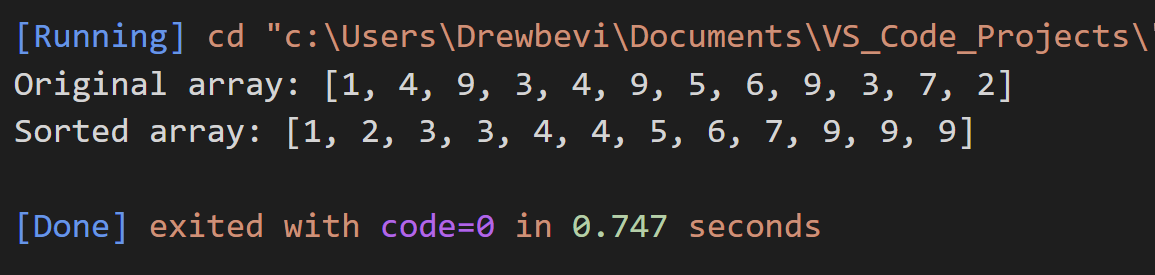 [Running] cd "c:\Users\Drewbevi\Documents\VS_Code_Projects\"
Original array: [1, 4, 9, 3, 4, 9, 5, 6, 9, 3, 7, 2]
Sorted array: [1, 2, 3, 3, 4, 4, 5, 6, 7, 9, 9, 9]
[Done] exited with code=0 in 0.747 seconds